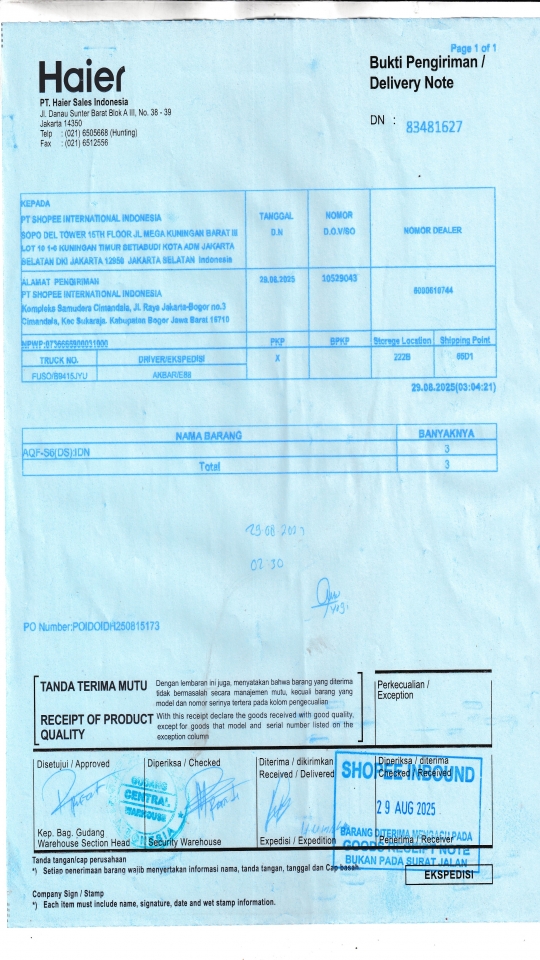 Page 1 of 1
Haier
Bukti Pengiriman /
Delivery Note
PT. Haier Sales Indonesia
Jl. Danau Sunter Barat Blok A III, No. 38 - 39
Jakarta 14350
Telp : (021) 6505668 (Hunting)
Fax : (021) 6512556
DN : 83481627
KEPADA
PT SHOPEE INTERNATIONAL INDONESIA
SOPO DEL TOWER 15TH FLOOR JL MEGA KUNINGAN BARAT III
LOT 10 1-6 KUNINGAN TIMUR SETIABUDI KOTA ADM JAKARTA
SELATAN DKI JAKARTA 12950 JAKARTA SELATAN Indonesia
TANGGAL
D.N
NOMOR
D.O.V/SO
NOMOR DEALER
ALAMAT PENGIRIMAN
PT SHOPEE INTERNATIONAL INDONESIA
Kompleks Samudera Cimandala, Jl. Raya Jakarta-Bogor no.3
Cimandala, Kec Sukaraja. Kabupaten Bogor Jawa Barat 16710
29.08.2025
30529043
NPWP:
PKP
BPKP
Storage Location
Shipping Point
TRUCK NO.
DRIVER/EKSPEDISI
X
222B
65D1
FUSO/B9415JYU
29.08.2025(03:04:21)
NAMA BARANG
BANYAKNYA
AQF-S6(DS):IDN
3
Total
3
02 30
PO Number:POIDOIDH250815173
TANDA TERIMA MUTU
Dengan lembaran ini juga, menyatakan bahwa barang yang diterima
tidak bermasalah secara manajemen mutu, kecuali barang yang
model dan nomor serinya tertera pada kolom pengecualian
RECEIPT OF PRODUCT
QUALITY
With this receipt declare the goods received with good quality,
except for goods that model and serial number listed on the
exception column
Perkecualian /
Exception
Disetujui / Approved
Diperiksa / Checked
Diterima / dikirimkan
Received / Delivered
Diperiksa / diterima
Checked / Received
GUDANG
CENTRAL
WAREHOUSE
SHOPEE INBOUND
29 AUG 2025
BARANG DITERIMA MENGACU PADA
GOODS RECEIPT NOTE
BUKAN PADA SURAT JALAN
Kep. Bag. Gudang
Warehouse Section Head
Security Warehouse
Expedisi / Expedition
Penerima / Receiver
Tanda tangan/cap perusahaan
*) Setiap penerimaan barang wajib menyertakan informasi nama, tanda tangan, tanggal dan Cap basah.
EKSPEDISI
Company Sign / Stamp
*) Each item must include name, signature, date and wet stamp information.